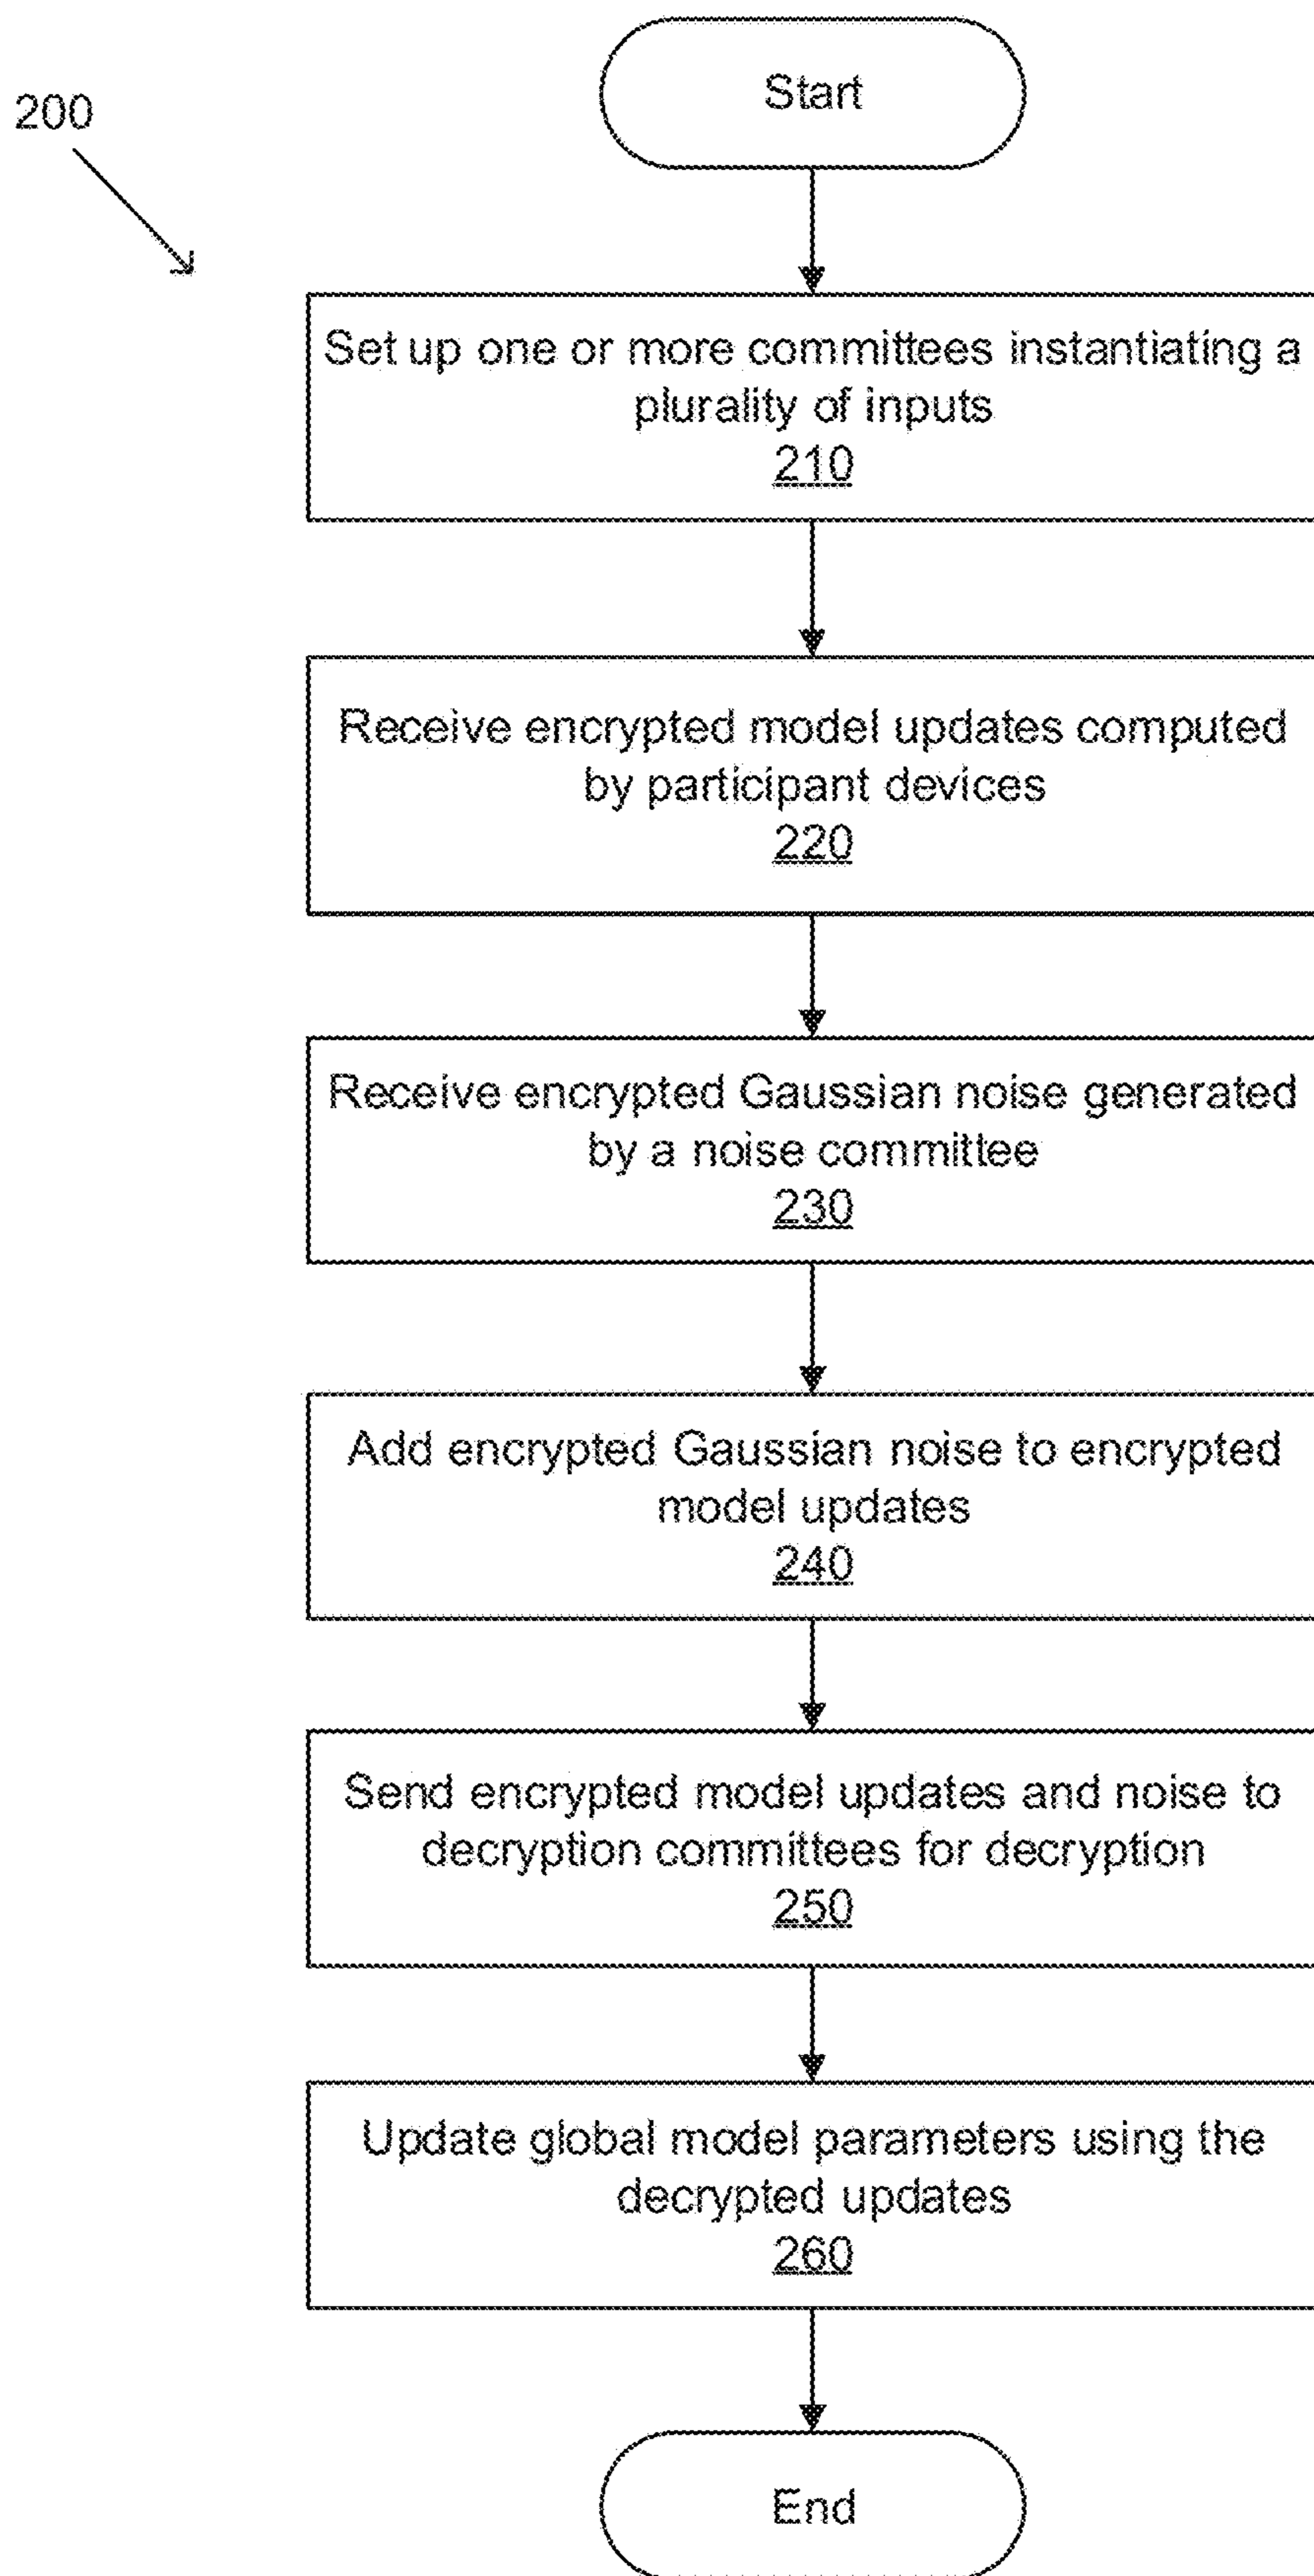 Start
200
Set up one or more committees instantiating a
plurality of inputs
210
Receive encrypted model updates computed
by participant devices
220
Receive encrypted Gaussian noise generated
by a noise committee
230
Add encrypted Gaussian noise to encrypted
model updates
240
Send encrypted model updates and noise to
decryption committees for decryption
250
Update global model parameters using the
decrypted updates
260
End